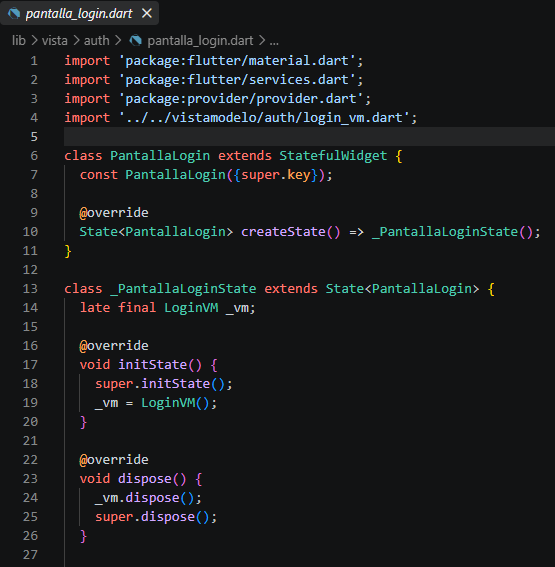 pantalla_login.dart
lib > vista > auth > pantalla_login.dart > ...
1 import 'package:flutter/material.dart';
2 import 'package:flutter/services.dart';
3 import 'package:provider/provider.dart';
4 import '../../vistamodelo/auth/login_vm.dart';
5
6 class PantallaLogin extends StatefulWidget {
7   const PantallaLogin({super.key});
8
9   @override
10   State<PantallaLogin> createState() => _PantallaLoginState();
11 }
12
13 class _PantallaLoginState extends State<PantallaLogin> {
14   late final LoginVM _vm;
15
16   @override
17   void initState() {
18     super.initState();
19     _vm = LoginVM();
20   }
21
22   @override
23   void dispose() {
24     _vm.dispose();
25     super.dispose();
26   }
27